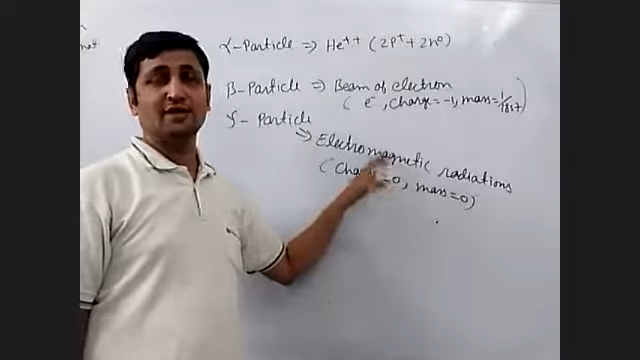 α-Particle ⇒ He++ (2P+ + 2n0)
β-Particle ⇒ Beam of electron
( e-, charge = -1, mass = 1/1837)
γ- Particle
⇒ Electromagnetic radiations
( Charge = 0, mass = 0)